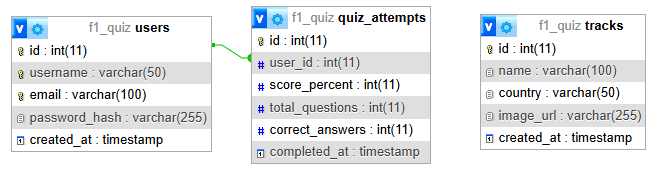 f1_quiz users
id : int(11)
username : varchar(50)
email : varchar(100)
password_hash : varchar(255)
created_at : timestamp
f1_quiz quiz_attempts
id : int(11)
user_id : int(11)
score_percent : int(11)
total_questions : int(11)
correct_answers : int(11)
completed_at : timestamp
f1_quiz tracks
id : int(11)
name : varchar(100)
country : varchar(50)
image_url : varchar(255)
created_at : timestamp